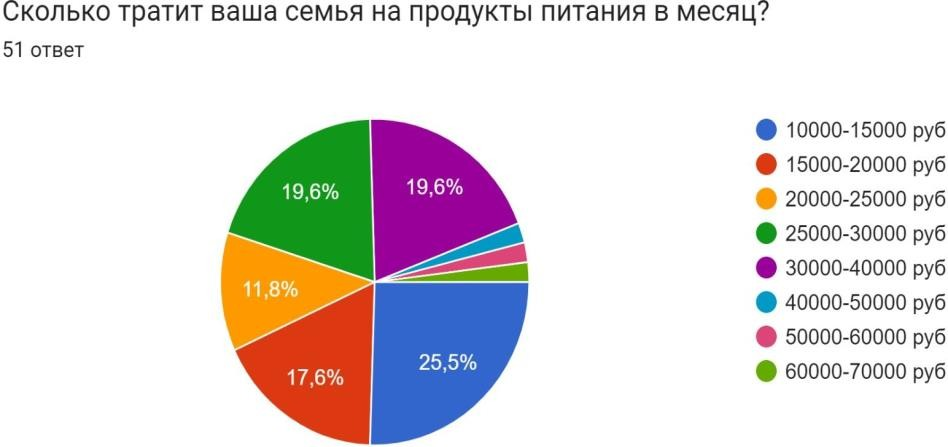 Сколько тратит ваша семья на продукты питания в месяц?
51 ответ
19,6%
19,6%
11,8%
17,6%
25,5%
10000-15000 руб
15000-20000 руб
20000-25000 руб
25000-30000 руб
30000-40000 руб
40000-50000 руб
50000-60000 руб
60000-70000 руб